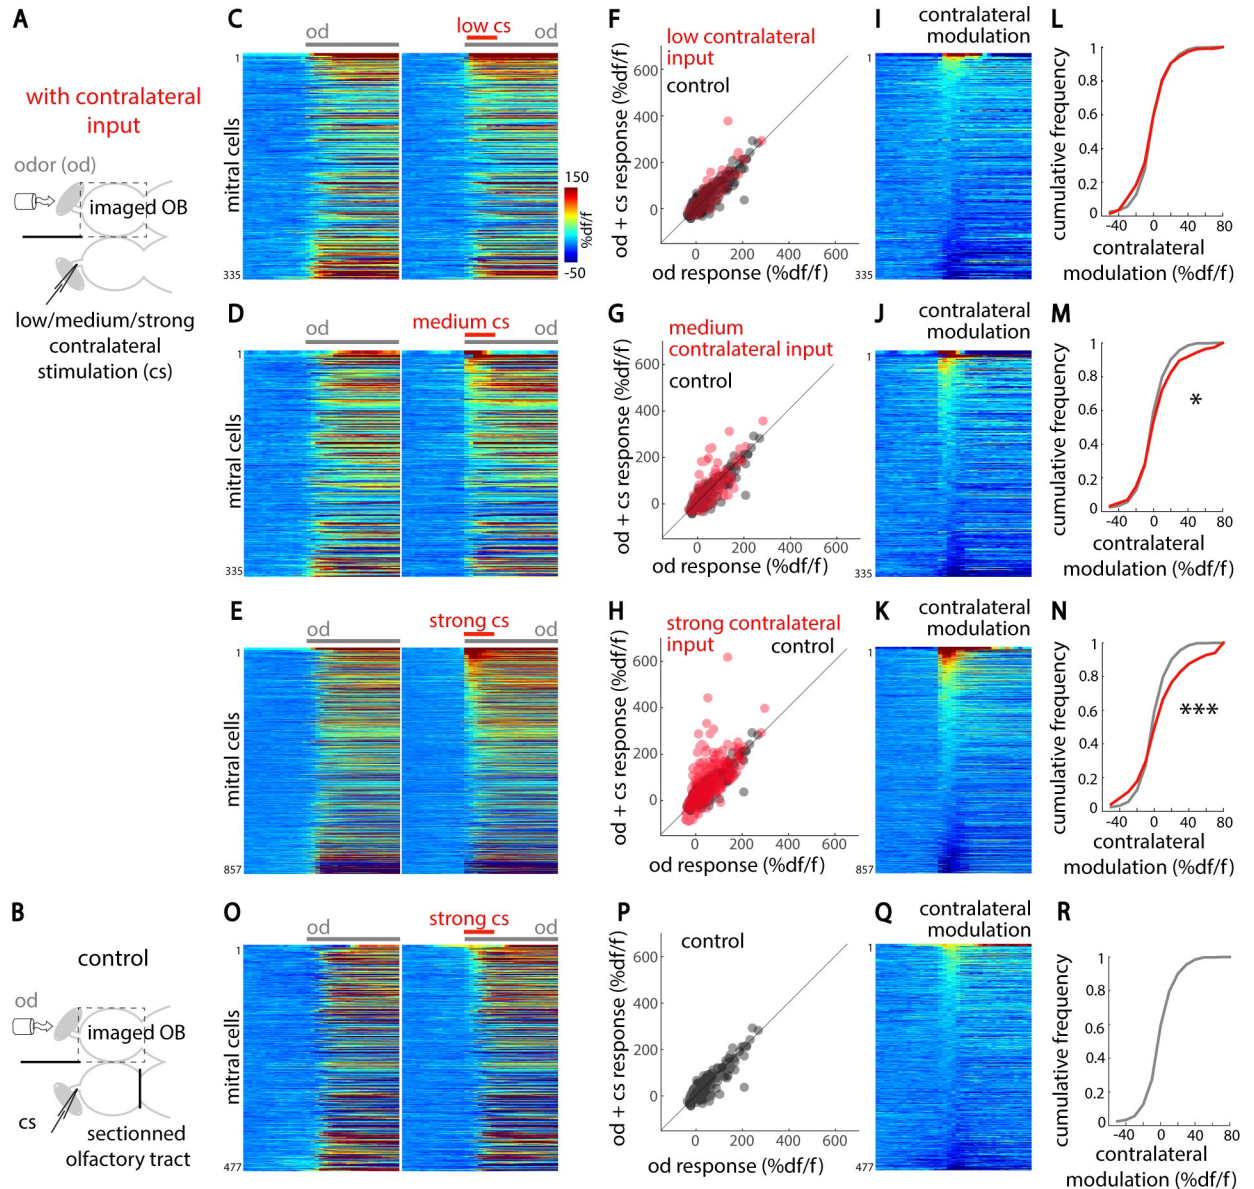 A
with contralateral
input
odor (od)
imaged OB
low/medium/strong
contralateral
stimulation (cs)
C
low cs
od
od
1
mitral cells
335
150
%df/f
-50
F
low contralateral
input
control
600
400
200
0
od + cs response (%df/f)
0
200
400
600
od response (%df/f)
I
contralateral
modulation
1
335
L
1
0.8
0.6
0.4
0.2
0
cumulative frequency
-40
0
40
80
contralateral
modulation (%df/f)
D
medium cs
od
od
1
mitral cells
335
G
medium
contralateral input
control
600
400
200
0
od + cs response (%df/f)
0
200
400
600
od response (%df/f)
J
contralateral
modulation
1
335
M
1
0.8
0.6
0.4
0.2
0
cumulative frequency
*
-40
0
40
80
contralateral
modulation (%df/f)
E
strong cs
od
od
1
mitral cells
857
H
strong contralateral
input
control
600
400
200
0
od + cs response (%df/f)
0
200
400
600
od response (%df/f)
K
contralateral
modulation
1
857
N
1
0.8
0.6
0.4
0.2
0
cumulative frequency
***
-40
0
40
80
contralateral
modulation (%df/f)
B
control
od
imaged OB
cs
sectionned
olfactory tract
O
strong cs
od
od
1
mitral cells
477
P
control
600
400
200
0
od + cs response (%df/f)
0
200
400
600
od response (%df/f)
Q
contralateral
modulation
1
477
R
1
0.8
0.6
0.4
0.2
0
cumulative frequency
-40
0
40
80
contralateral
modulation (%df/f)